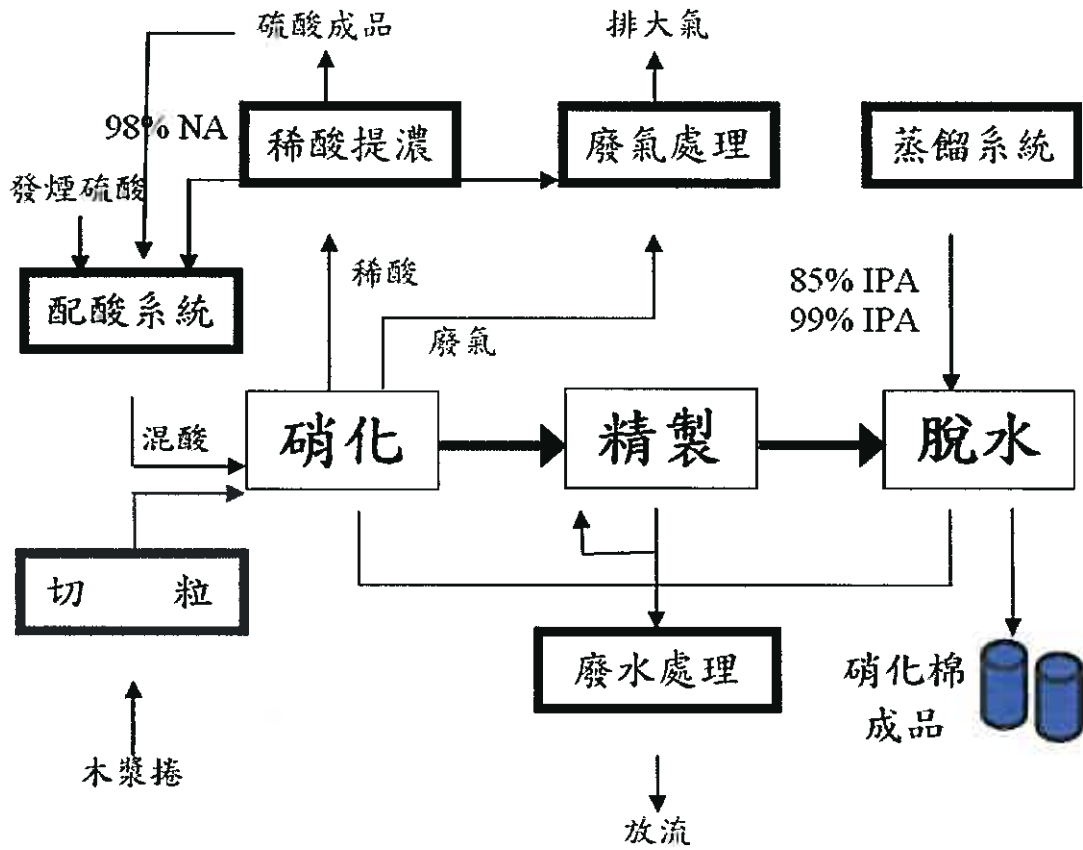 硫酸成品
排大氣
98% NA
稀酸提濃
廢氣處理
蒸餾系統
發煙硫酸
稀酸
85% IPA
99% IPA
配酸系統
廢氣
混酸
硝化
精製
脫水
切 粒
廢水處理
硝化棉
成品
木漿捲
放流